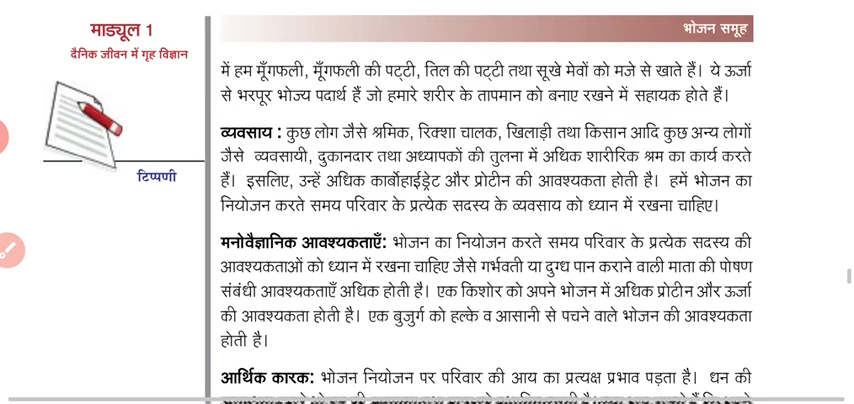 माड्यूल 1
दैनिक जीवन में गृह विज्ञान
टिप्पणी
भोजन समूह
में हम मूँगफली, मूँगफली की पट्टी, तिल की पट्टी तथा सूखे मेवों को मजे से खाते हैं। ये ऊर्जा
से भरपूर भोज्य पदार्थ हैं जो हमारे शरीर के तापमान को बनाए रखने में सहायक होते हैं।
व्यवसाय : कुछ लोग जैसे श्रमिक, रिक्शा चालक, खिलाड़ी तथा किसान आदि कुछ अन्य लोगों
जैसे व्यवसायी, दुकानदार तथा अध्यापकों की तुलना में अधिक शारीरिक श्रम का कार्य करते
हैं। इसलिए, उन्हें अधिक कार्बोहाईड्रेट और प्रोटीन की आवश्यकता होती है। हमें भोजन का
नियोजन करते समय परिवार के प्रत्येक सदस्य के व्यवसाय को ध्यान में रखना चाहिए।
मनोवैज्ञानिक आवश्यकताएँ: भोजन का नियोजन करते समय परिवार के प्रत्येक सदस्य की
आवश्यकताओं को ध्यान में रखना चाहिए जैसे गर्भवती या दुग्ध पान कराने वाली माता की पोषण
संबंधी आवश्यकताएँ अधिक होती है। एक किशोर को अपने भोजन में अधिक प्रोटीन और ऊर्जा
की आवश्यकता होती है। एक बुजुर्ग को हल्के व आसानी से पचने वाले भोजन की आवश्यकता
होती है।
आर्थिक कारक: भोजन नियोजन पर परिवार की आय का प्रत्यक्ष प्रभाव पड़ता है। धन की